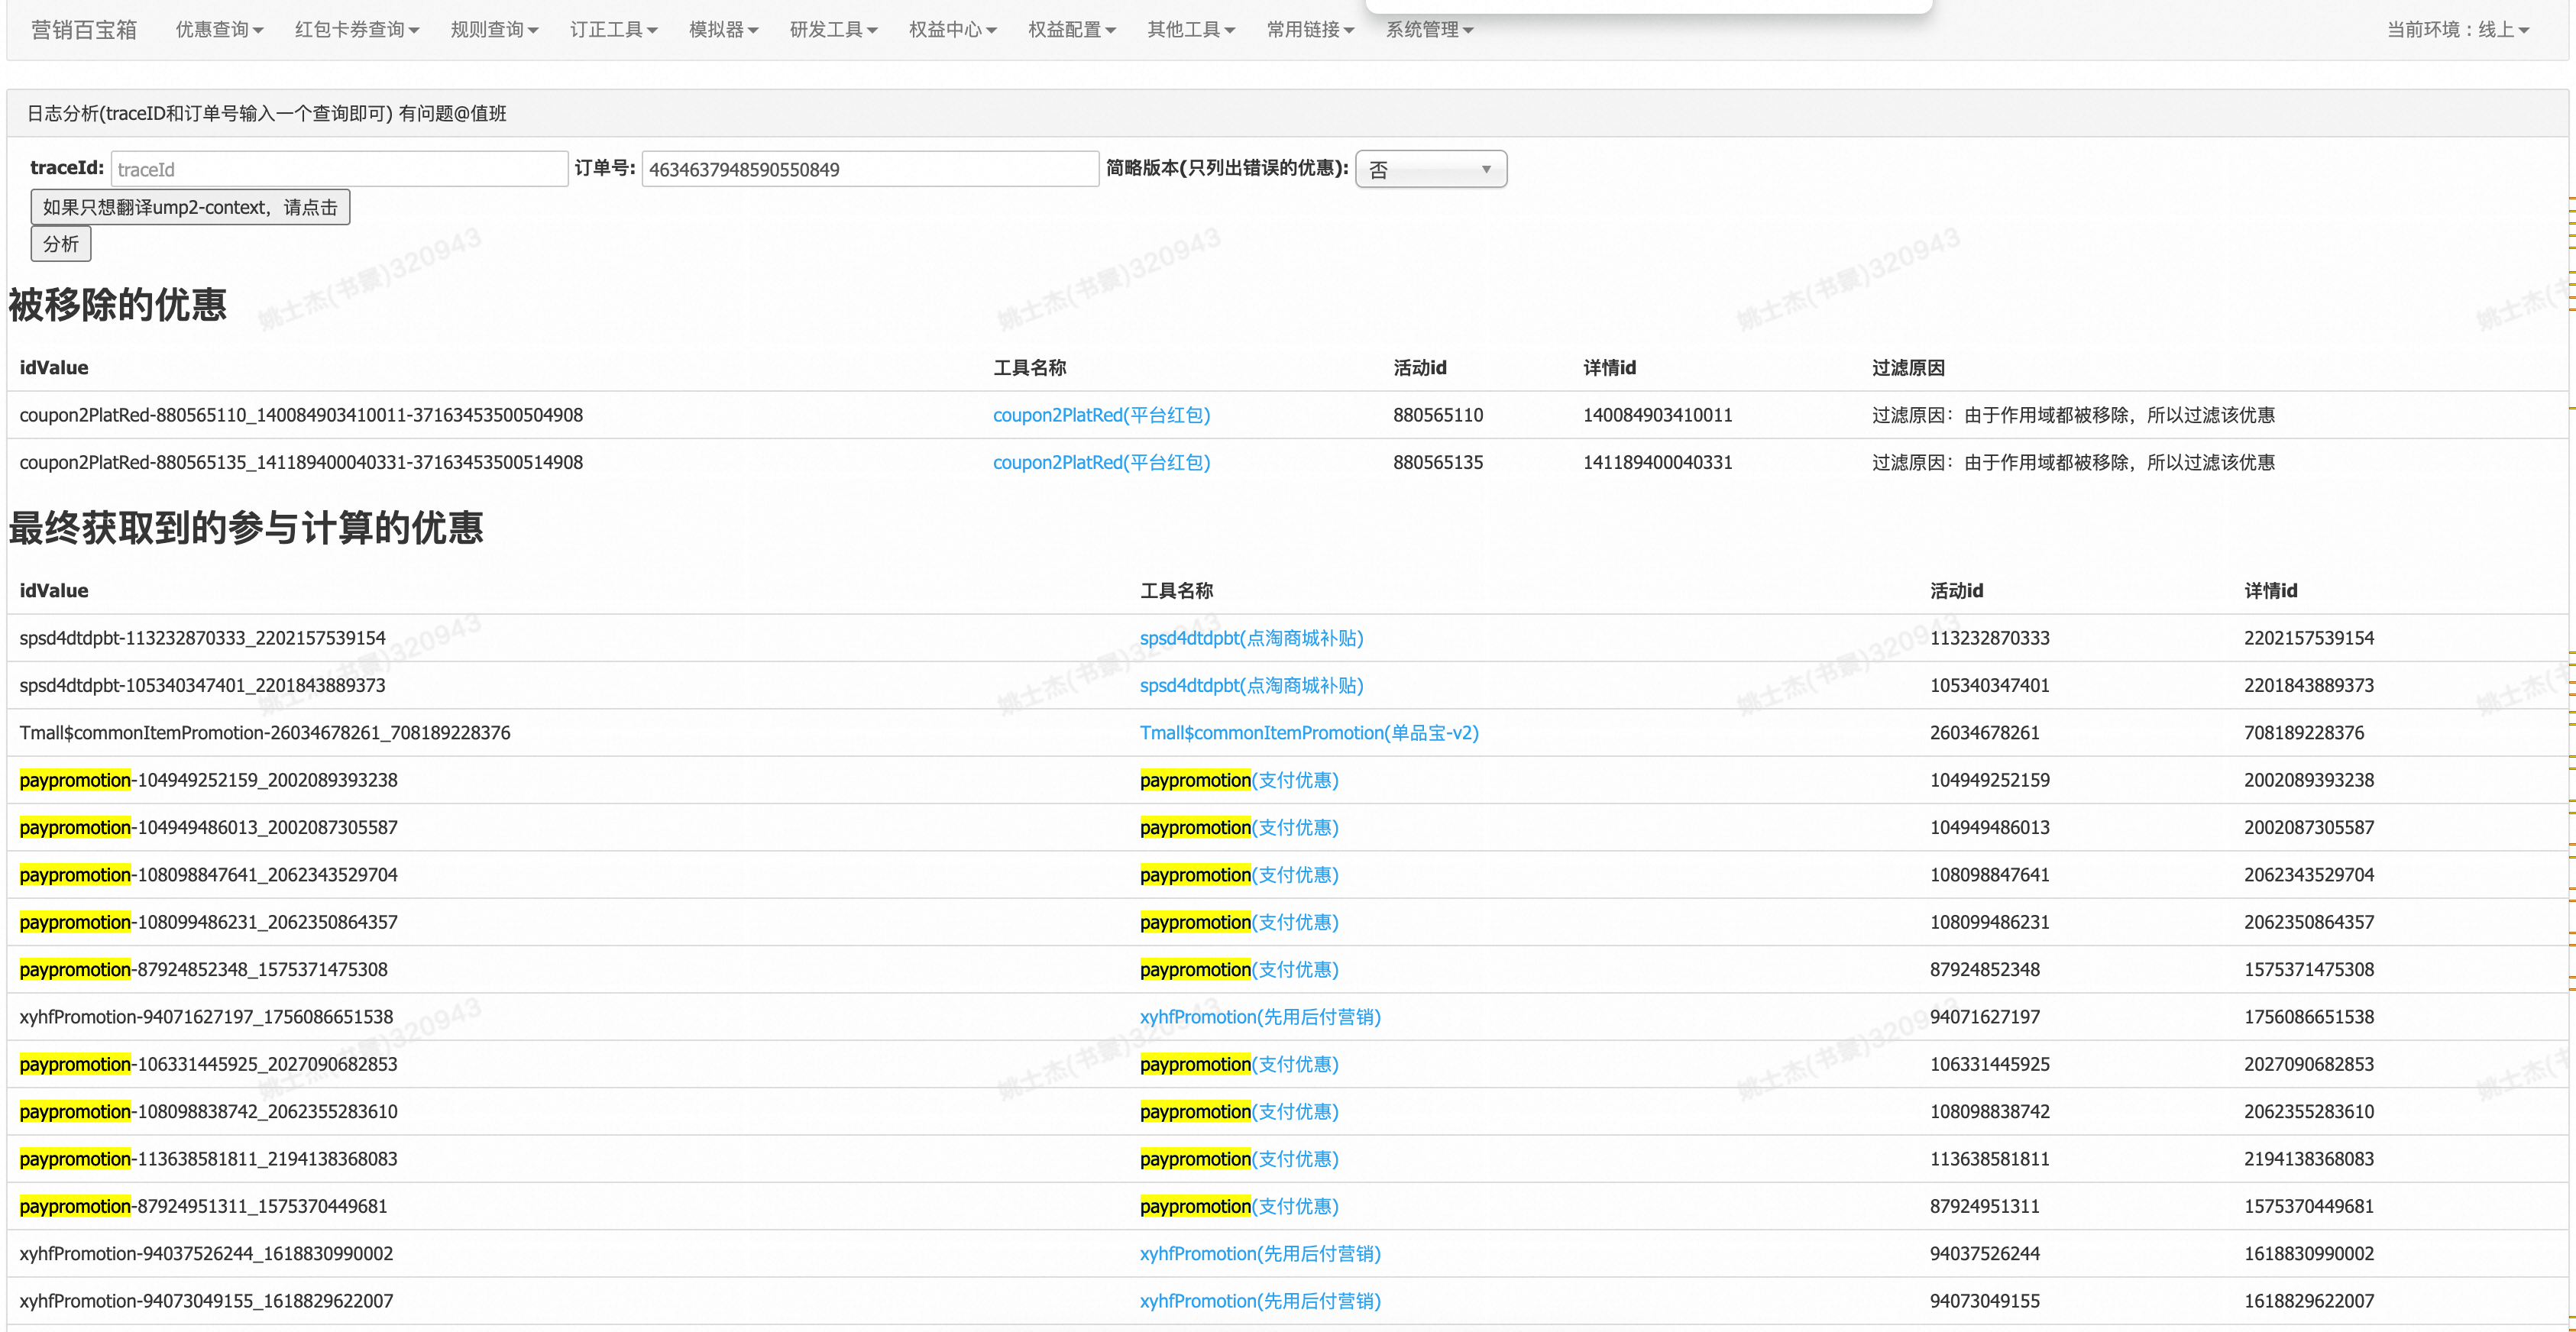 营销百宝箱 优惠查询 红包卡券查询 规则查询 订正工具 模拟器 研发工具 权益中心 权益配置 其他工具 常用链接 系统管理 当前环境：线上
日志分析(traceID和订单号输入一个查询即可) 有问题@值班
traceId: traceId 订单号: 4634637948590550849 简略版本(只列出错误的优惠): 否
如果只想翻译ump2-context，请点击
分析
姚士杰(书景)320943 姚士杰(书景)320943 姚士杰(书景)320943
被移除的优惠
idValue 工具名称 活动id 详情id 过滤原因
coupon2PlatRed-880565110_140084903410011-37163453500504908 coupon2PlatRed(平台红包) 880565110 140084903410011 过滤原因：由于作用域都被移除，所以过滤该优惠
coupon2PlatRed-880565135_141189400040331-37163453500514908 coupon2PlatRed(平台红包) 880565135 141189400040331 过滤原因：由于作用域都被移除，所以过滤该优惠
最终获取到的参与计算的优惠
idValue 工具名称 活动id 详情id
spsd4dtdpbt-113232870333_2202157539154 spsd4dtdpbt(点淘商城补贴) 113232870333 2202157539154
spsd4dtdpbt-105340347401_2201843889373 spsd4dtdpbt(点淘商城补贴) 105340347401 2201843889373
Tmall$commonItemPromotion-26034678261_708189228376 Tmall$commonItemPromotion(单品宝-v2) 26034678261 708189228376
paypromotion-104949252159_2002089393238 paypromotion(支付优惠) 104949252159 2002089393238
paypromotion-104949486013_2002087305587 paypromotion(支付优惠) 104949486013 2002087305587
paypromotion-108098847641_2062343529704 paypromotion(支付优惠) 108098847641 2062343529704
paypromotion-108099486231_2062350864357 paypromotion(支付优惠) 108099486231 2062350864357
paypromotion-87924852348_1575371475308 paypromotion(支付优惠) 87924852348 1575371475308
xyhfPromotion-94071627197_1756086651538 xyhfPromotion(先用后付营销) 94071627197 1756086651538
paypromotion-106331445925_2027090682853 paypromotion(支付优惠) 106331445925 2027090682853
paypromotion-108098838742_2062355283610 paypromotion(支付优惠) 108098838742 2062355283610
paypromotion-113638581811_2194138368083 paypromotion(支付优惠) 113638581811 2194138368083
paypromotion-87924951311_1575370449681 paypromotion(支付优惠) 87924951311 1575370449681
xyhfPromotion-94037526244_1618830990002 xyhfPromotion(先用后付营销) 94037526244 1618830990002
xyhfPromotion-94073049155_1618829622007 xyhfPromotion(先用后付营销) 94073049155 1618829622007